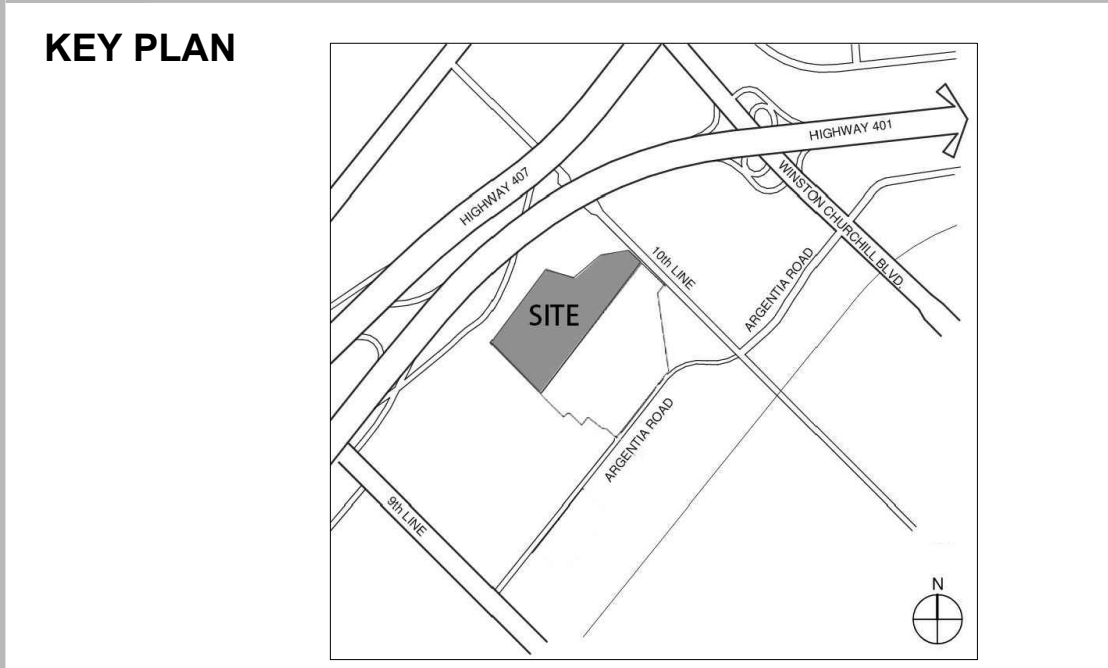 KEY PLAN
HIGHWAY 401
HIGHWAY 407
WINSTON CHURCHILL BLVD.
10th LINE
ARGENTIA ROAD
SITE
ARGENTIA ROAD
9th LINE
N